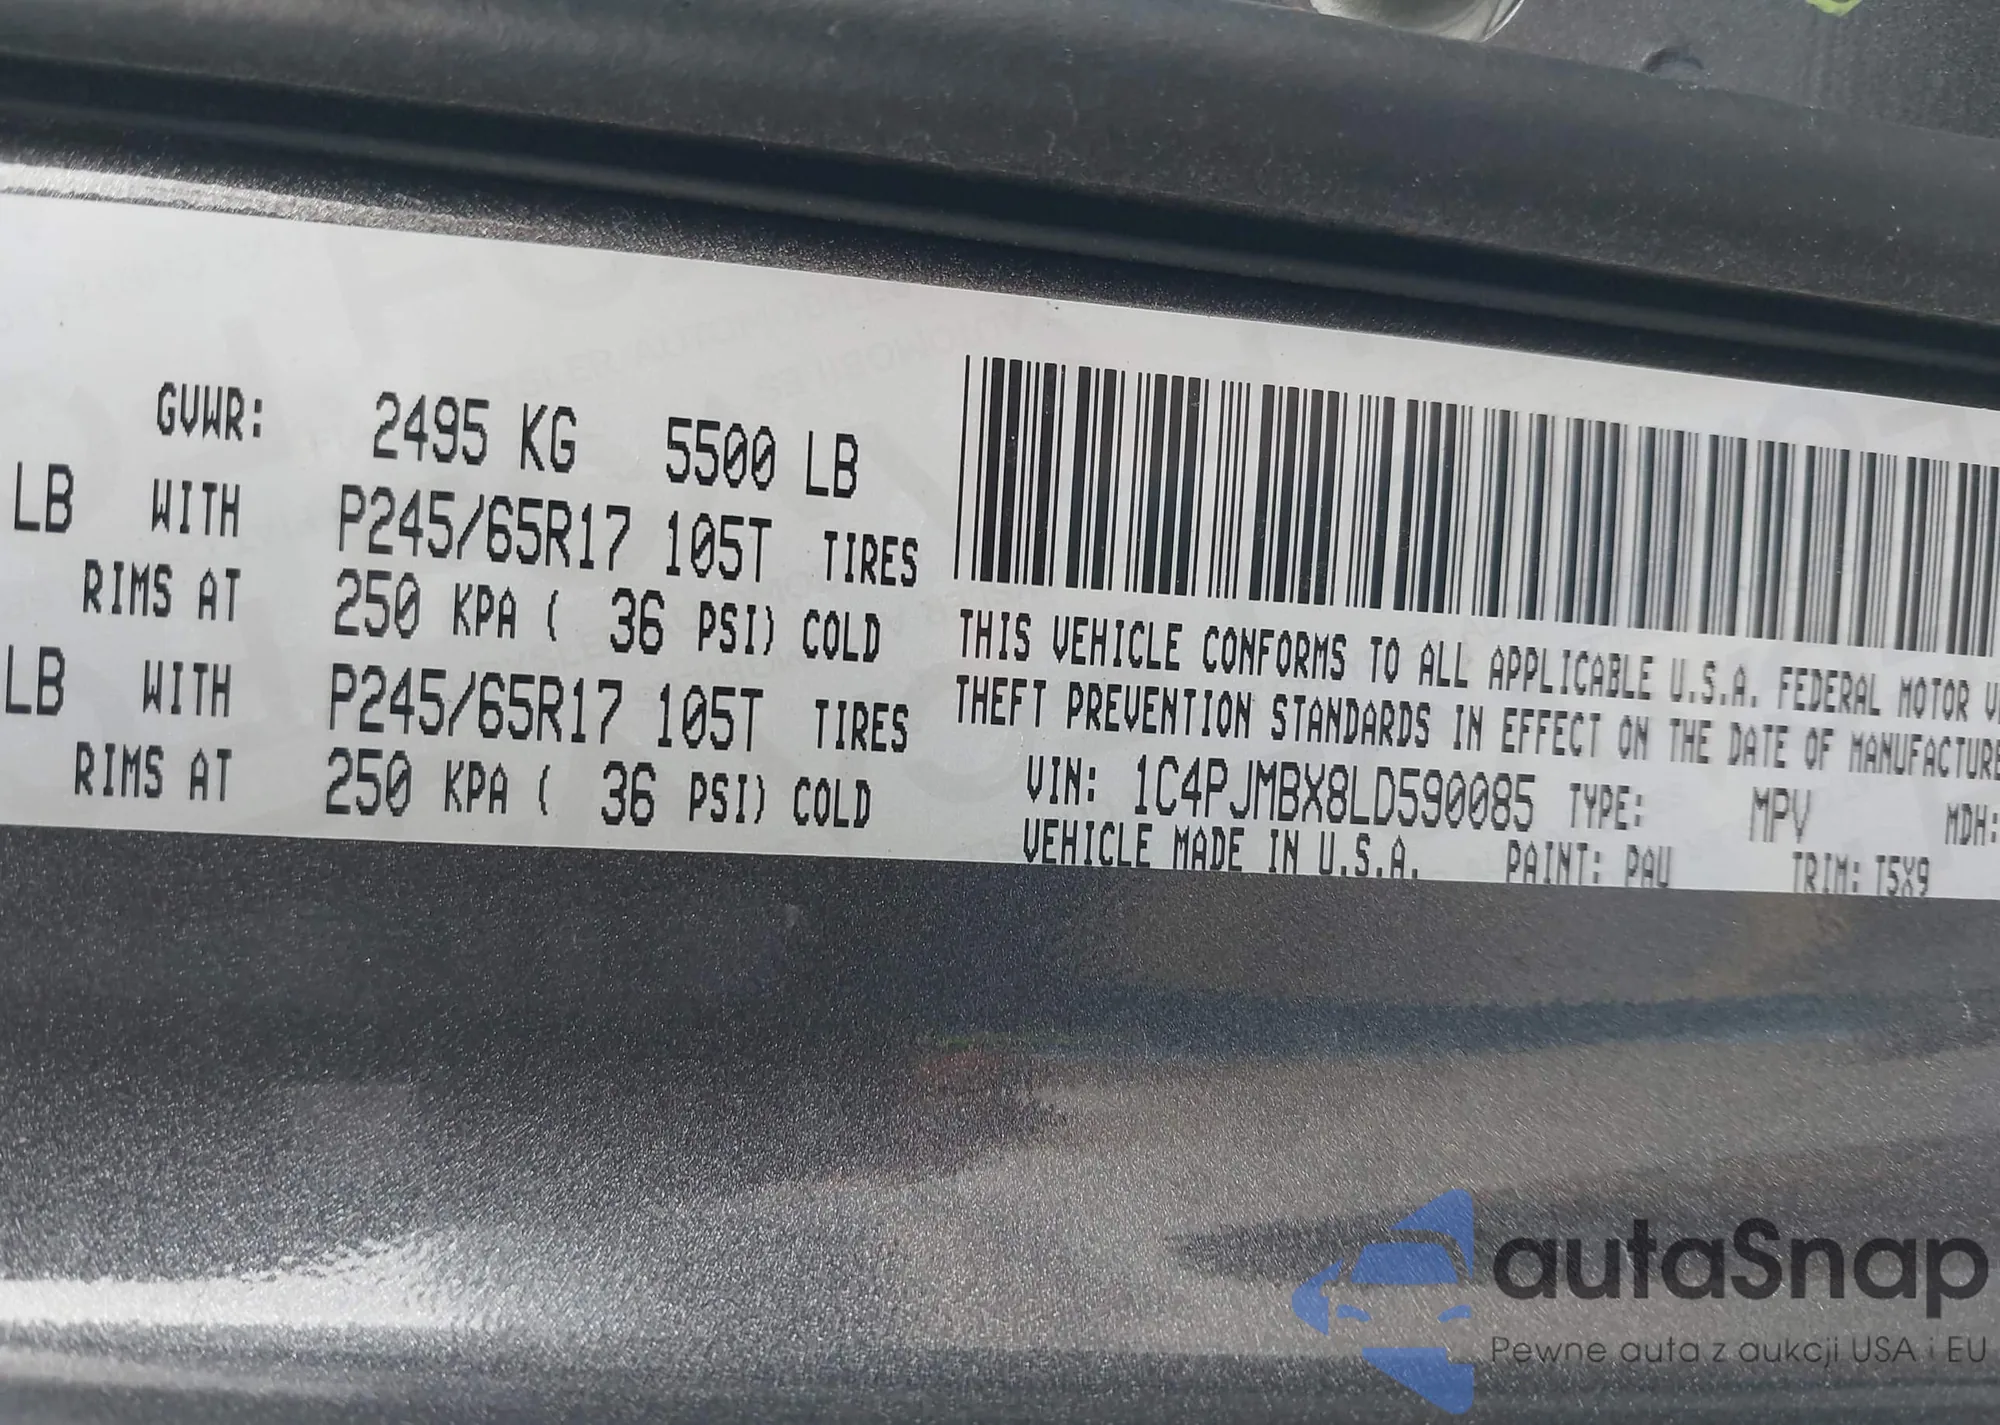 GVWR: 2495 KG 5500 LB
LB WITH P245/65R17 105T TIRES
RIMS AT 250 KPA ( 36 PSI) COLD
LB WITH P245/65R17 105T TIRES
RIMS AT 250 KPA ( 36 PSI) COLD
THIS VEHICLE CONFORMS TO ALL APPLICABLE U.S.A. FEDERAL MOTOR V
THEFT PREVENTION STANDARDS IN EFFECT ON THE DATE OF MANUFACTURE
VIN: 1C4PJMBX8LD590085 TYPE: MPV MDH:
VEHICLE MADE IN U.S.A. PAINT: PAU TRIM: T5X9
autaSnap
Pewne auta z aukcji USA i EU